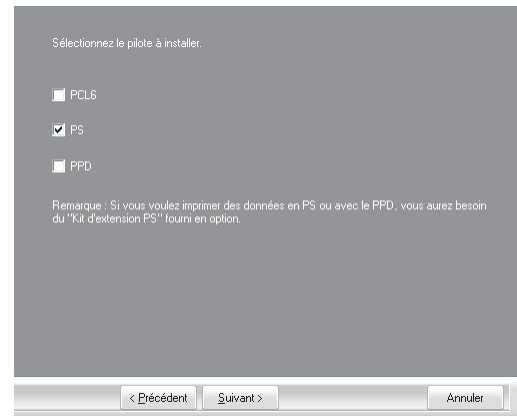 Sélectionnez le pilote à installer.
PCL6
PS
PPD
Remarque : Si vous voulez imprimer des données en PS ou avec le PPD, vous aurez besoin
du "Kit d'extension PS" fourni en option.
< Précédent
Suivant >
Annuler